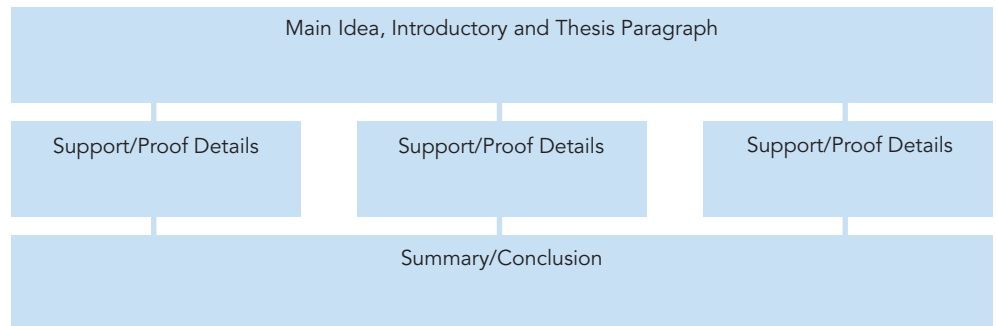 Main Idea, Introductory and Thesis Paragraph
Support/Proof Details
Support/Proof Details
Support/Proof Details
Summary/Conclusion